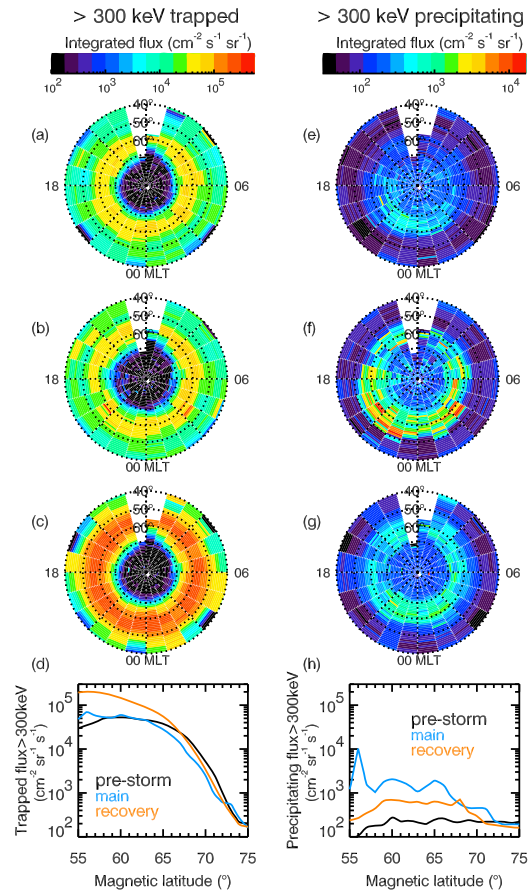 > 300 keV trapped
> 300 keV precipitating
Integrated flux (cm⁻² s⁻¹ sr⁻¹)
Integrated flux (cm⁻² s⁻¹ sr⁻¹)
10² 10³ 10⁴ 10⁵
10² 10³ 10⁴
(a)
40°
50°
60°
18
06
00 MLT
(e)
40°
50°
60°
18
06
00 MLT
(b)
40°
50°
60°
18
06
00 MLT
(f)
40°
50°
60°
18
06
00 MLT
(c)
40°
50°
60°
18
06
00 MLT
(g)
40°
50°
60°
18
06
00 MLT
(d)
Trapped flux>300keV
(cm⁻² sr⁻¹ s⁻¹)
10⁵
10⁴
10³
10²
pre-storm
main
recovery
55 60 65 70 75
Magnetic latitude (°)
(h)
Precipitating flux>300keV
(cm⁻² sr⁻¹ s⁻¹)
10⁵
10⁴
10³
10²
pre-storm
main
recovery
55 60 65 70 75
Magnetic latitude (°)